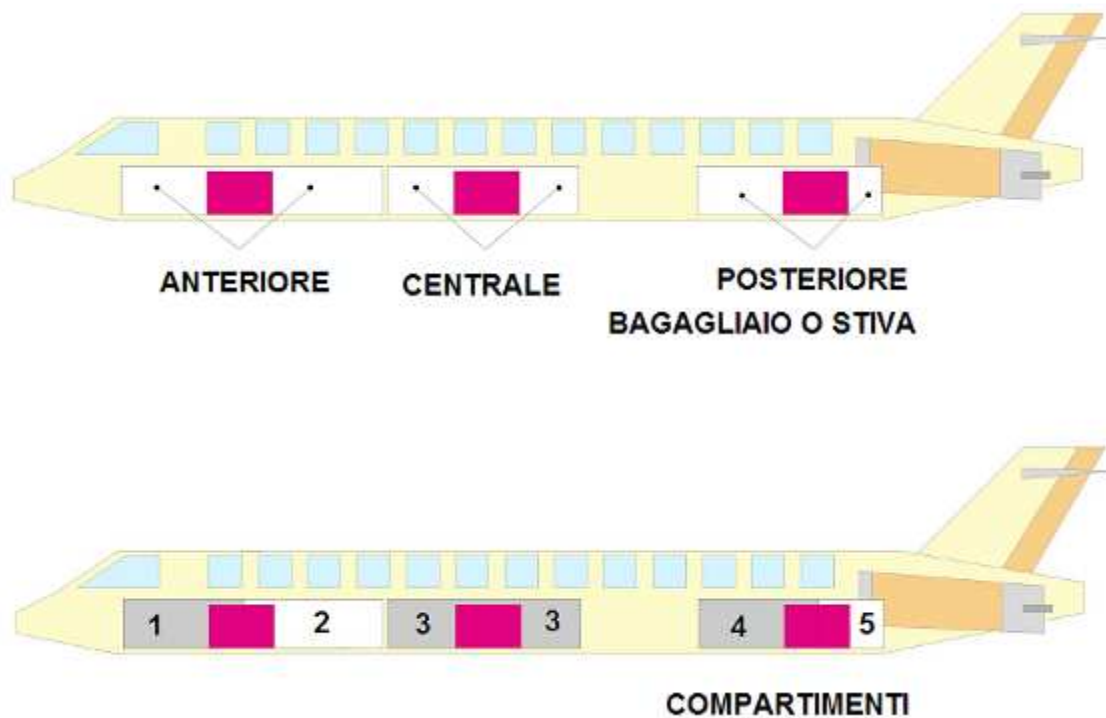 ANTERIORE
CENTRALE
POSTERIORE
BAGAGLIAIO O STIVA
1 2 3 3 4 5
COMPARTIMENTI